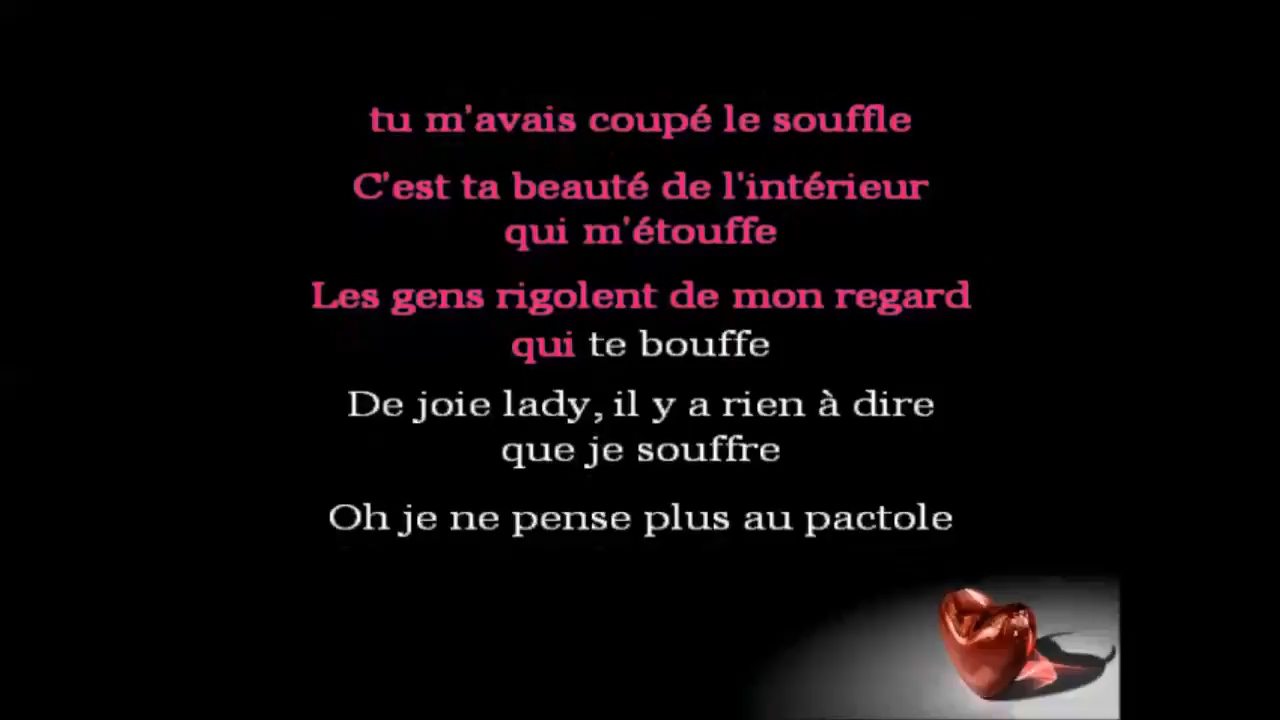 tu m'avais coupé le souffle
C'est ta beauté de l'intérieur
qui m'étouffe
Les gens rigolent de mon regard
qui te bouffe
De joie lady, il y a rien à dire
que je souffre
Oh je ne pense plus au pactole